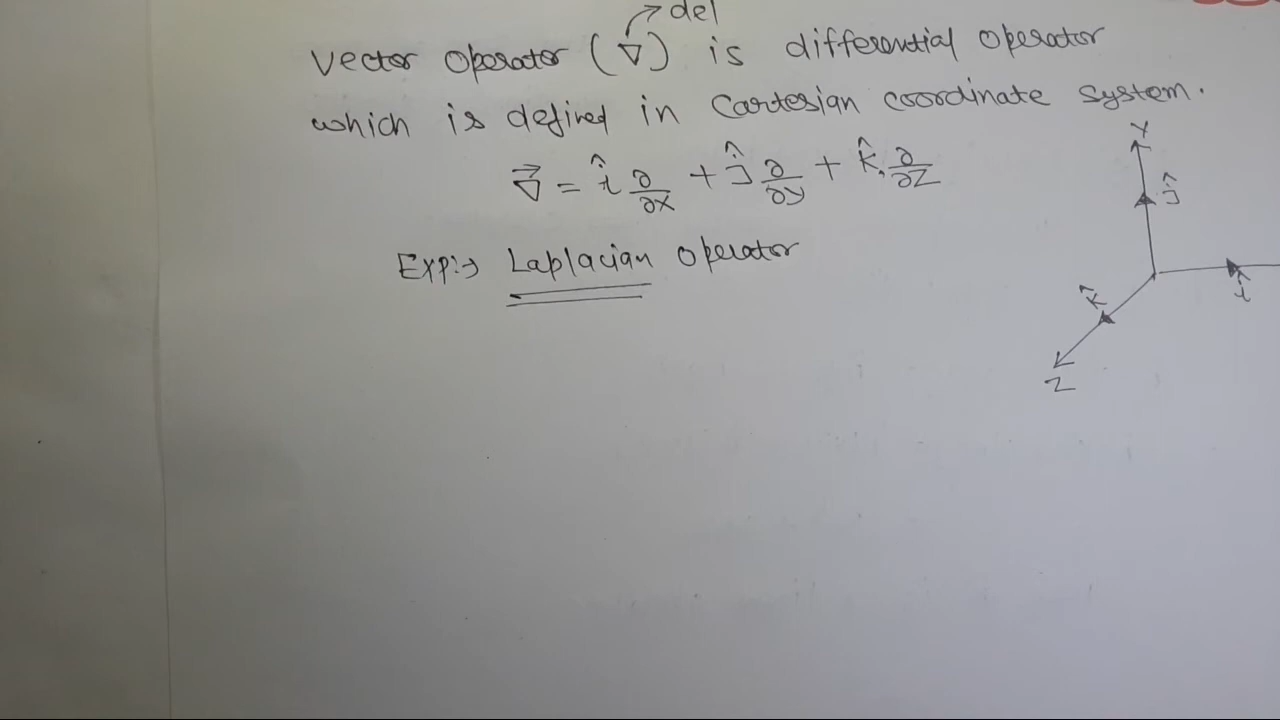 del
Vector Operator (∇) is differential Operator
which is defined in Cartesian coordinate system.
∇⃗ = î ∂/∂x + ĵ ∂/∂y + k̂ ∂/∂z
Exp:→ Laplacian Operator
Y
ĵ
î
k̂
Z